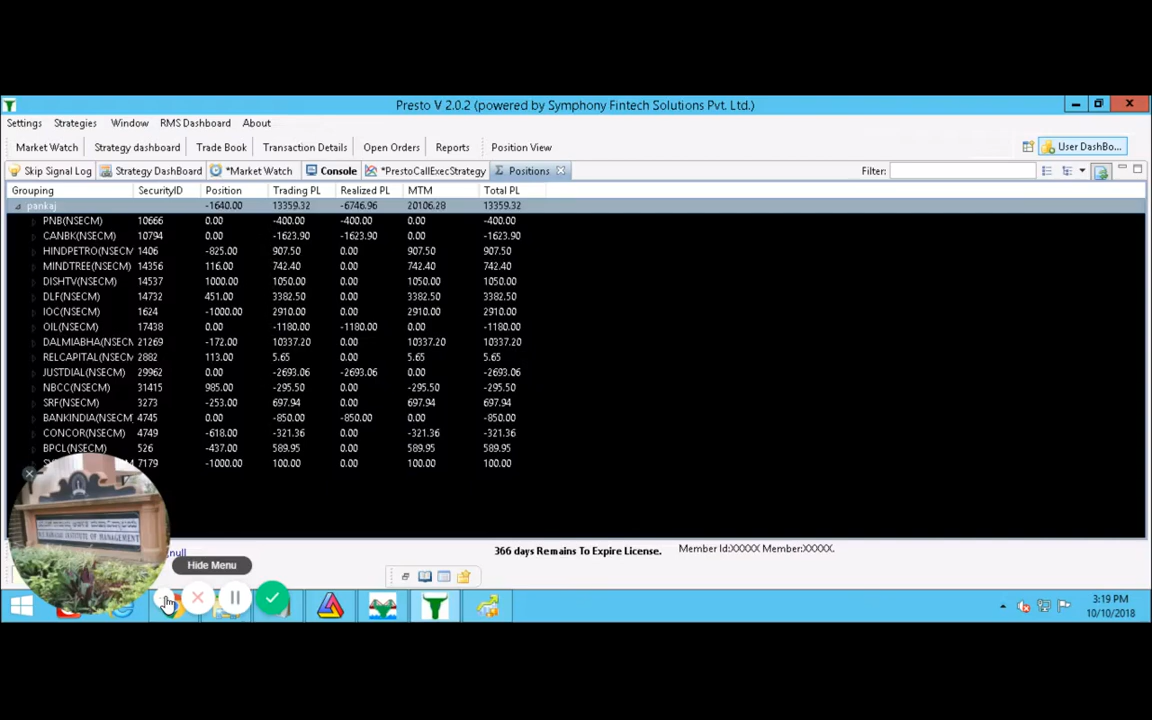 Presto V 2.0.2 (powered by Symphony Fintech Solutions Pvt. Ltd.)
Settings Strategies Window RMS Dashboard About
Market Watch Strategy dashboard Trade Book Transaction Details Open Orders Reports Position View User DashBo...
Skip Signal Log Strategy DashBoard *Market Watch Console *PrestoCallExecStrategy Positions Filter:
Grouping SecurityID Position Trading PL Realized PL MTM Total PL
pankaj -1640.00 13359.32 -6746.96 20106.28 13359.32
PNB(NSECM) 10666 0.00 -400.00 -400.00 0.00 -400.00
CANBK(NSECM) 10794 0.00 -1623.90 -1623.90 0.00 -1623.90
HINDPETRO(NSECM 1406 -825.00 907.50 0.00 907.50 907.50
MINDTREE(NSECM) 14356 116.00 742.40 0.00 742.40 742.40
DISHTV(NSECM) 14537 1000.00 1050.00 0.00 1050.00 1050.00
DLF(NSECM) 14732 451.00 3382.50 0.00 3382.50 3382.50
IOC(NSECM) 1624 -1000.00 2910.00 0.00 2910.00 2910.00
OIL(NSECM) 17438 0.00 -1180.00 -1180.00 0.00 -1180.00
DALMIABHA(NSECM 21269 -172.00 10337.20 0.00 10337.20 10337.20
RELCAPITAL(NSECM 2882 113.00 5.65 0.00 5.65 5.65
JUSTDIAL(NSECM) 29962 0.00 -2693.06 -2693.06 0.00 -2693.06
NBCC(NSECM) 31415 985.00 -295.50 0.00 -295.50 -295.50
SRF(NSECM) 3273 -253.00 697.94 0.00 697.94 697.94
BANKINDIA(NSECM) 4745 0.00 -850.00 -850.00 0.00 -850.00
CONCOR(NSECM) 4749 -618.00 -321.36 0.00 -321.36 -321.36
BPCL(NSECM) 526 -437.00 589.95 0.00 589.95 589.95
7179 -1000.00 100.00 0.00 100.00 100.00
INSTITUTE OF MANAGEMENT
null 366 days Remains To Expire License. Member Id:XXXXX Member:XXXXX.
Hide Menu
3:19 PM
10/10/2018